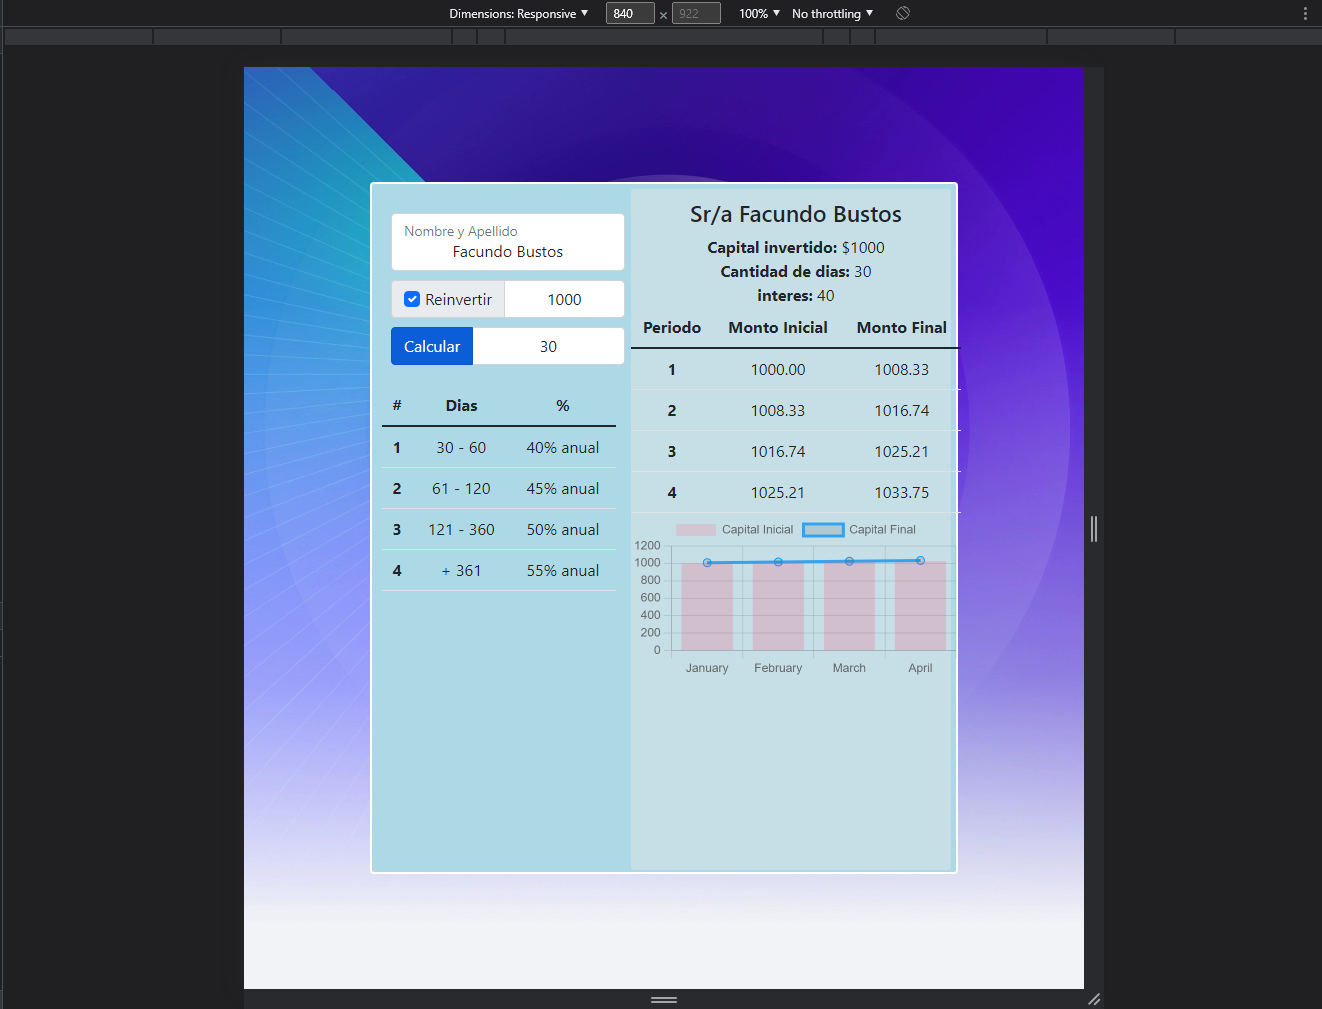 Dimensions: Responsive ▼ 840 × 922 100% ▼ No throttling ▼
Nombre y Apellido
Facundo Bustos
Reinvertir 1000
Calcular 30
# Dias %
1 30 - 60 40% anual
2 61 - 120 45% anual
3 121 - 360 50% anual
4 + 361 55% anual
Sr/a Facundo Bustos
Capital invertido: $1000
Cantidad de dias: 30
interes: 40
Periodo Monto Inicial Monto Final
1 1000.00 1008.33
2 1008.33 1016.74
3 1016.74 1025.21
4 1025.21 1033.75
Capital Inicial Capital Final
1200
1000
800
600
400
200
0
January February March April